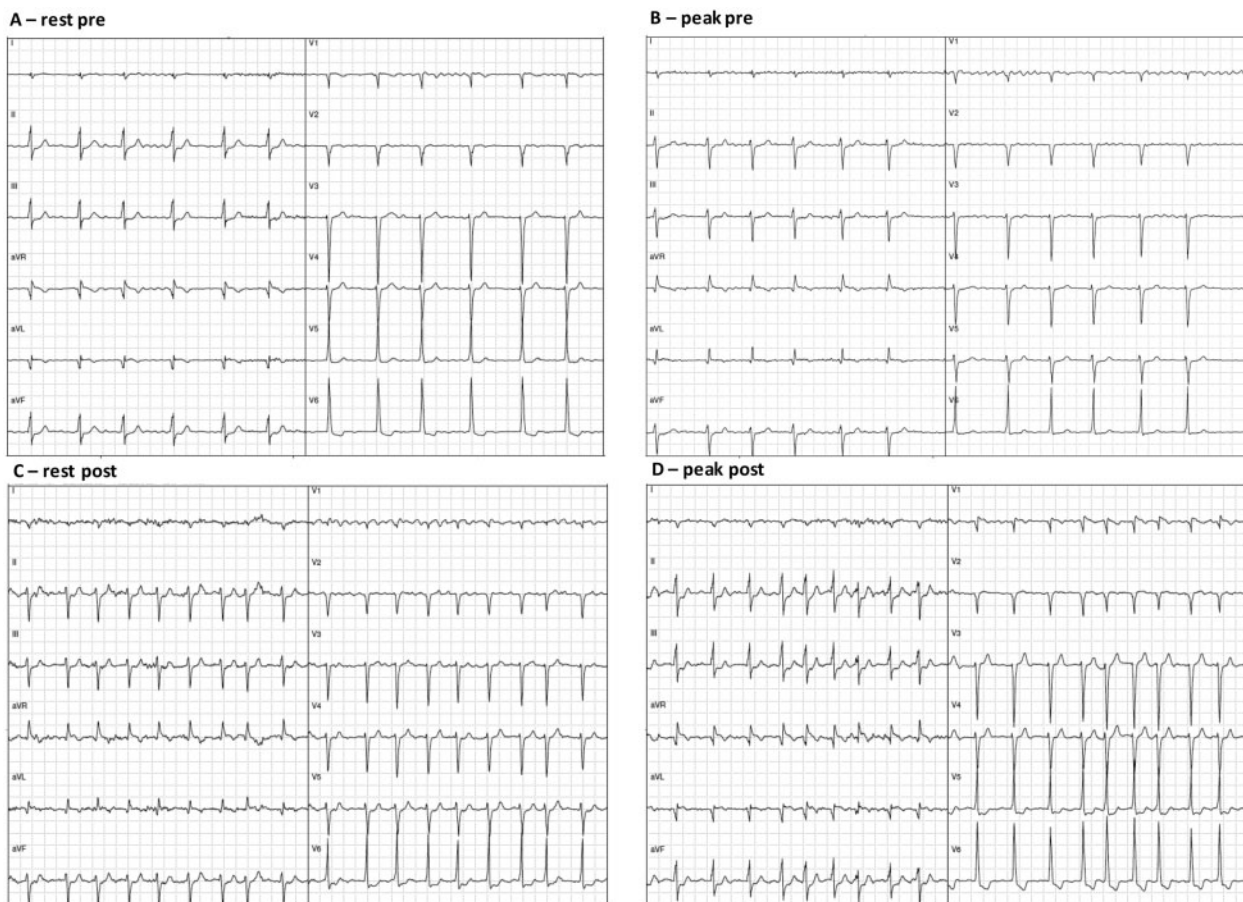 A – rest pre
I
V1
II
V2
III
V3
aVR
V4
aVL
V5
aVF
V6
B – peak pre
I
V1
II
V2
III
V3
aVR
V4
aVL
V5
aVF
V6
C – rest post
I
V1
II
V2
III
V3
aVR
V4
aVL
V5
aVF
V6
D – peak post
I
V1
II
V2
III
V3
aVR
V4
aVL
V5
aVF
V6